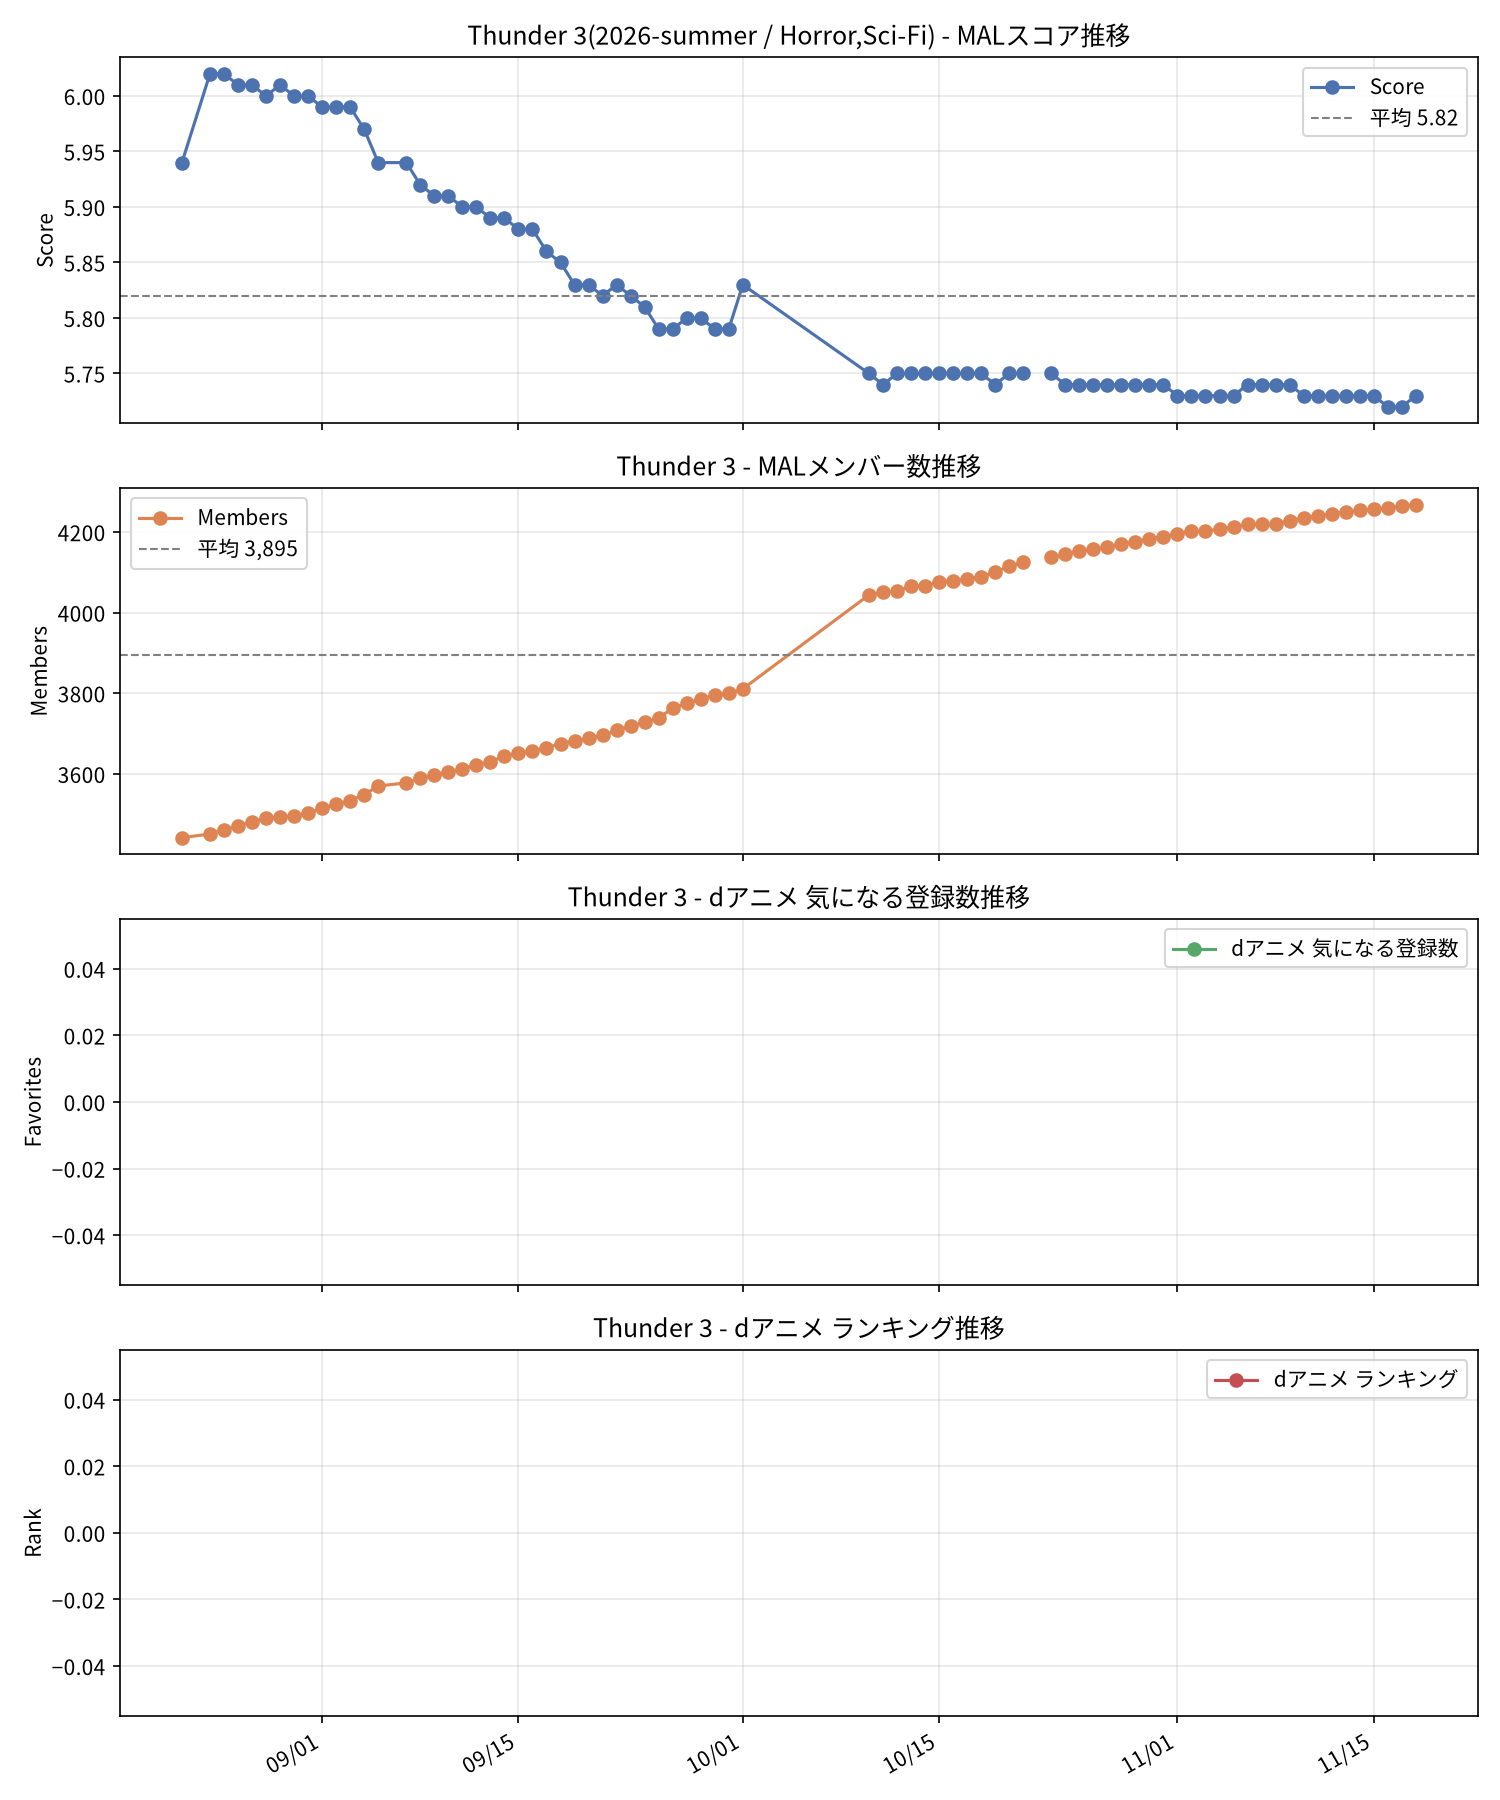 Thunder 3(2026-summer / Horror,Sci-Fi) - MALスコア推移
Score
6.00
5.95
5.90
5.85
5.80
5.75
Score
平均 5.82
Thunder 3 - MALメンバー数推移
Members
4200
4000
3800
3600
Members
平均 3,895
Thunder 3 - dアニメ 気になる登録数推移
Favorites
0.04
0.02
0.00
−0.02
−0.04
dアニメ 気になる登録数
Thunder 3 - dアニメ ランキング推移
Rank
0.04
0.02
0.00
−0.02
−0.04
dアニメ ランキング
09/01
09/15
10/01
10/15
11/01
11/15